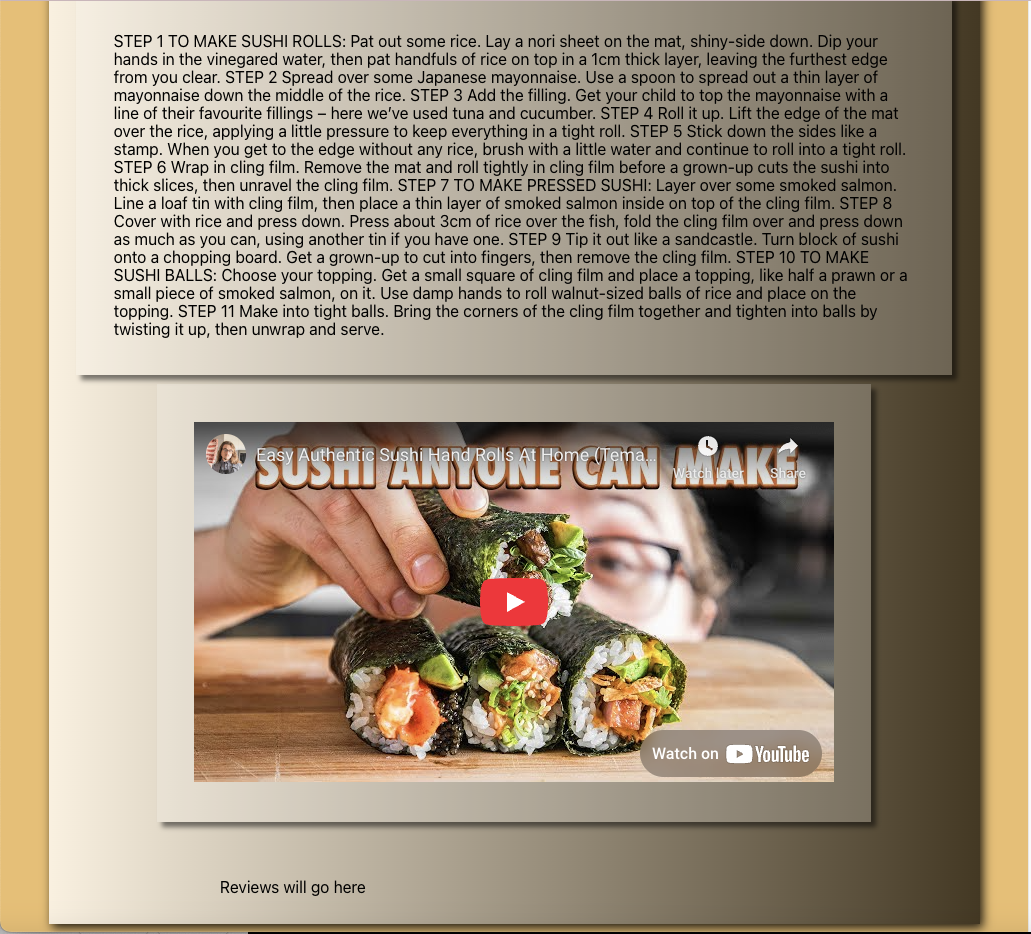 STEP 1 TO MAKE SUSHI ROLLS: Pat out some rice. Lay a nori sheet on the mat, shiny-side down. Dip your
hands in the vinegared water, then pat handfuls of rice on top in a 1cm thick layer, leaving the furthest edge
from you clear. STEP 2 Spread over some Japanese mayonnaise. Use a spoon to spread out a thin layer of
mayonnaise down the middle of the rice. STEP 3 Add the filling. Get your child to top the mayonnaise with a
line of their favourite fillings – here we’ve used tuna and cucumber. STEP 4 Roll it up. Lift the edge of the mat
over the rice, applying a little pressure to keep everything in a tight roll. STEP 5 Stick down the sides like a
stamp. When you get to the edge without any rice, brush with a little water and continue to roll into a tight roll.
STEP 6 Wrap in cling film. Remove the mat and roll tightly in cling film before a grown-up cuts the sushi into
thick slices, then unravel the cling film. STEP 7 TO MAKE PRESSED SUSHI: Layer over some smoked salmon.
Line a loaf tin with cling film, then place a thin layer of smoked salmon inside on top of the cling film. STEP 8
Cover with rice and press down. Press about 3cm of rice over the fish, fold the cling film over and press down
as much as you can, using another tin if you have one. STEP 9 Tip it out like a sandcastle. Turn block of sushi
onto a chopping board. Get a grown-up to cut into fingers, then remove the cling film. STEP 10 TO MAKE
SUSHI BALLS: Choose your topping. Get a small square of cling film and place a topping, like half a prawn or a
small piece of smoked salmon, on it. Use damp hands to roll walnut-sized balls of rice and place on the
topping. STEP 11 Make into tight balls. Bring the corners of the cling film together and tighten into balls by
twisting it up, then unwrap and serve.
Easy Authentic Sushi Hand Rolls At Home (Tema...
SUSHI ANYONE CAN MAKE
Watch later
Share
Watch on YouTube
Reviews will go here